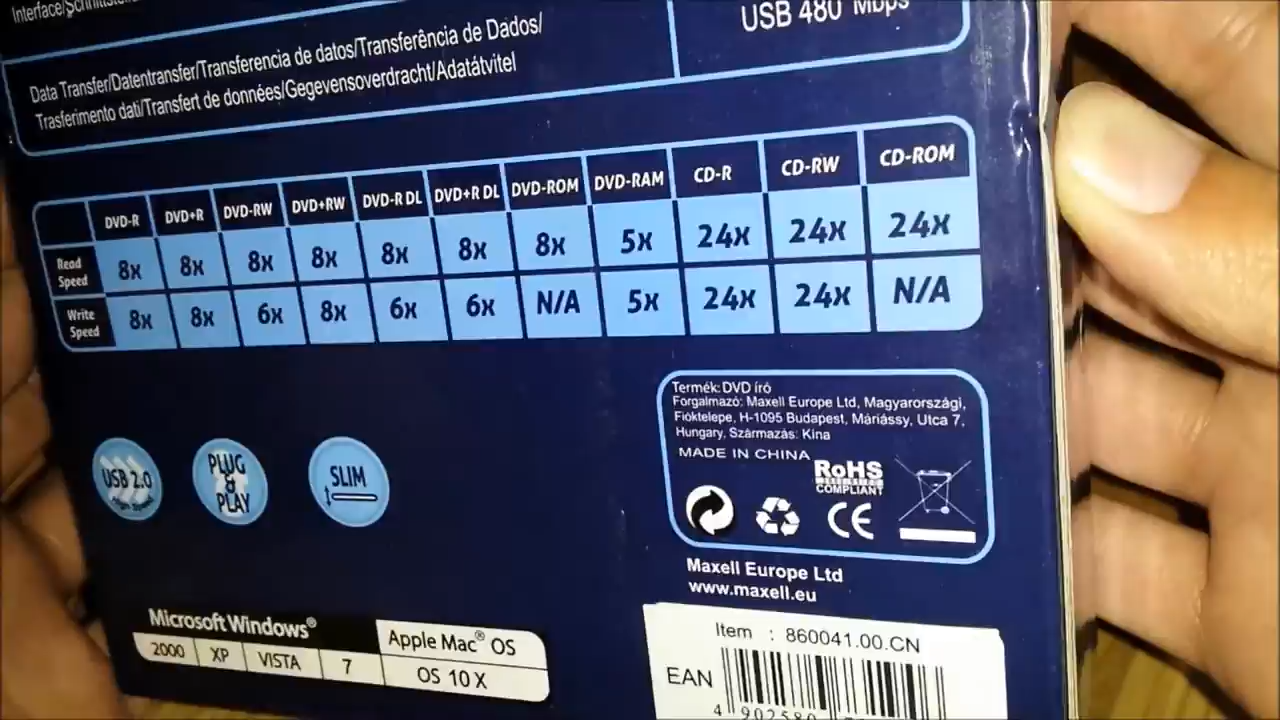 Interface/Schnittstel
USB 480 Mbps
Data Transfer/Datentransfer/Transferencia de datos/Transferência de Dados/
Trasferimento dati/Transfert de données/Gegevensoverdracht/Adatátvitel
DVD-R DVD+R DVD-RW DVD+RW DVD-R DL DVD+R DL DVD-ROM DVD-RAM CD-R CD-RW CD-ROM
Read Speed 8x 8x 8x 8x 8x 8x 8x 5x 24x 24x 24x
Write Speed 8x 8x 6x 8x 6x 6x N/A 5x 24x 24x N/A
Termék: DVD író
Forgalmazó: Maxell Europe Ltd, Magyarországi,
Fióktelepe, H-1095 Budapest, Máriássy, Utca 7,
Hungary, Származás: Kina
MADE IN CHINA
RoHS
COMPLIANT
CE
USB 2.0
PLUG
&
PLAY
SLIM
Maxell Europe Ltd
www.maxell.eu
Microsoft Windows®
2000 XP VISTA 7
Apple Mac® OS
OS 10 X
Item : 860041.00.CN
EAN
4 902580